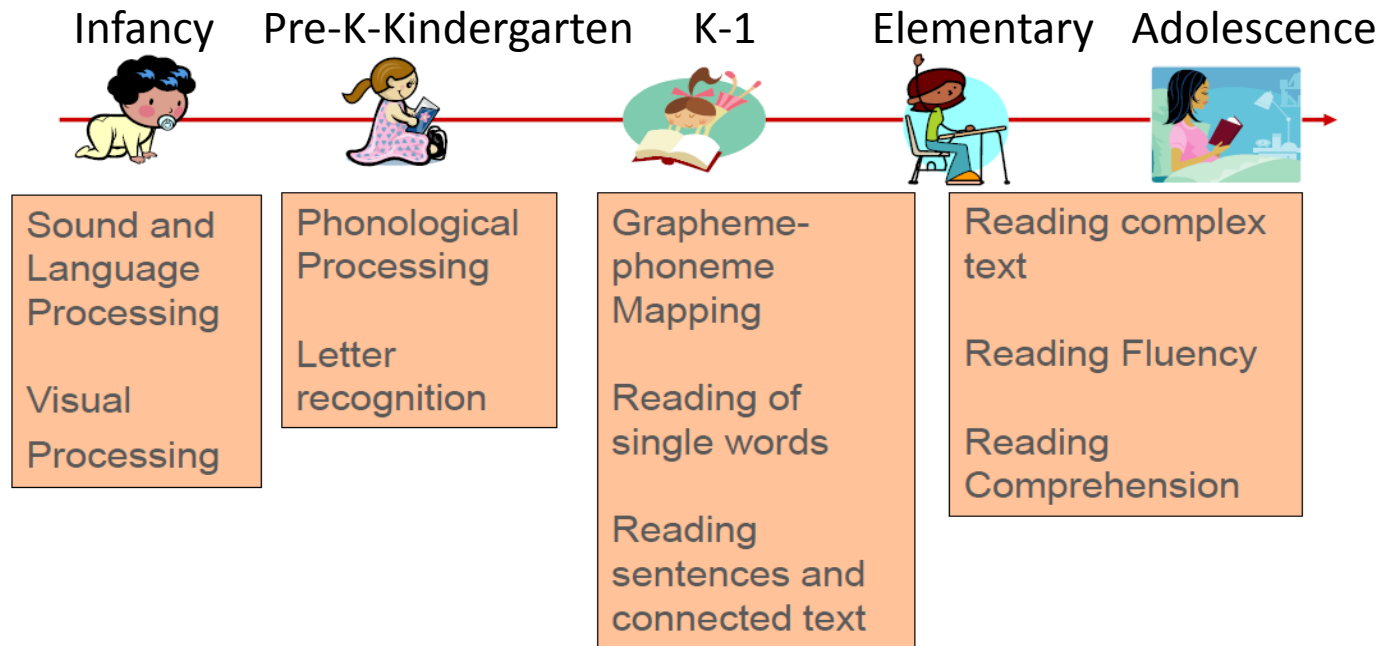 Infancy Pre-K-Kindergarten K-1 Elementary Adolescence
Sound and
Language
Processing
Visual
Processing
Phonological
Processing
Letter
recognition
Grapheme-
phoneme
Mapping
Reading of
single words
Reading
sentences and
connected text
Reading complex
text
Reading Fluency
Reading
Comprehension